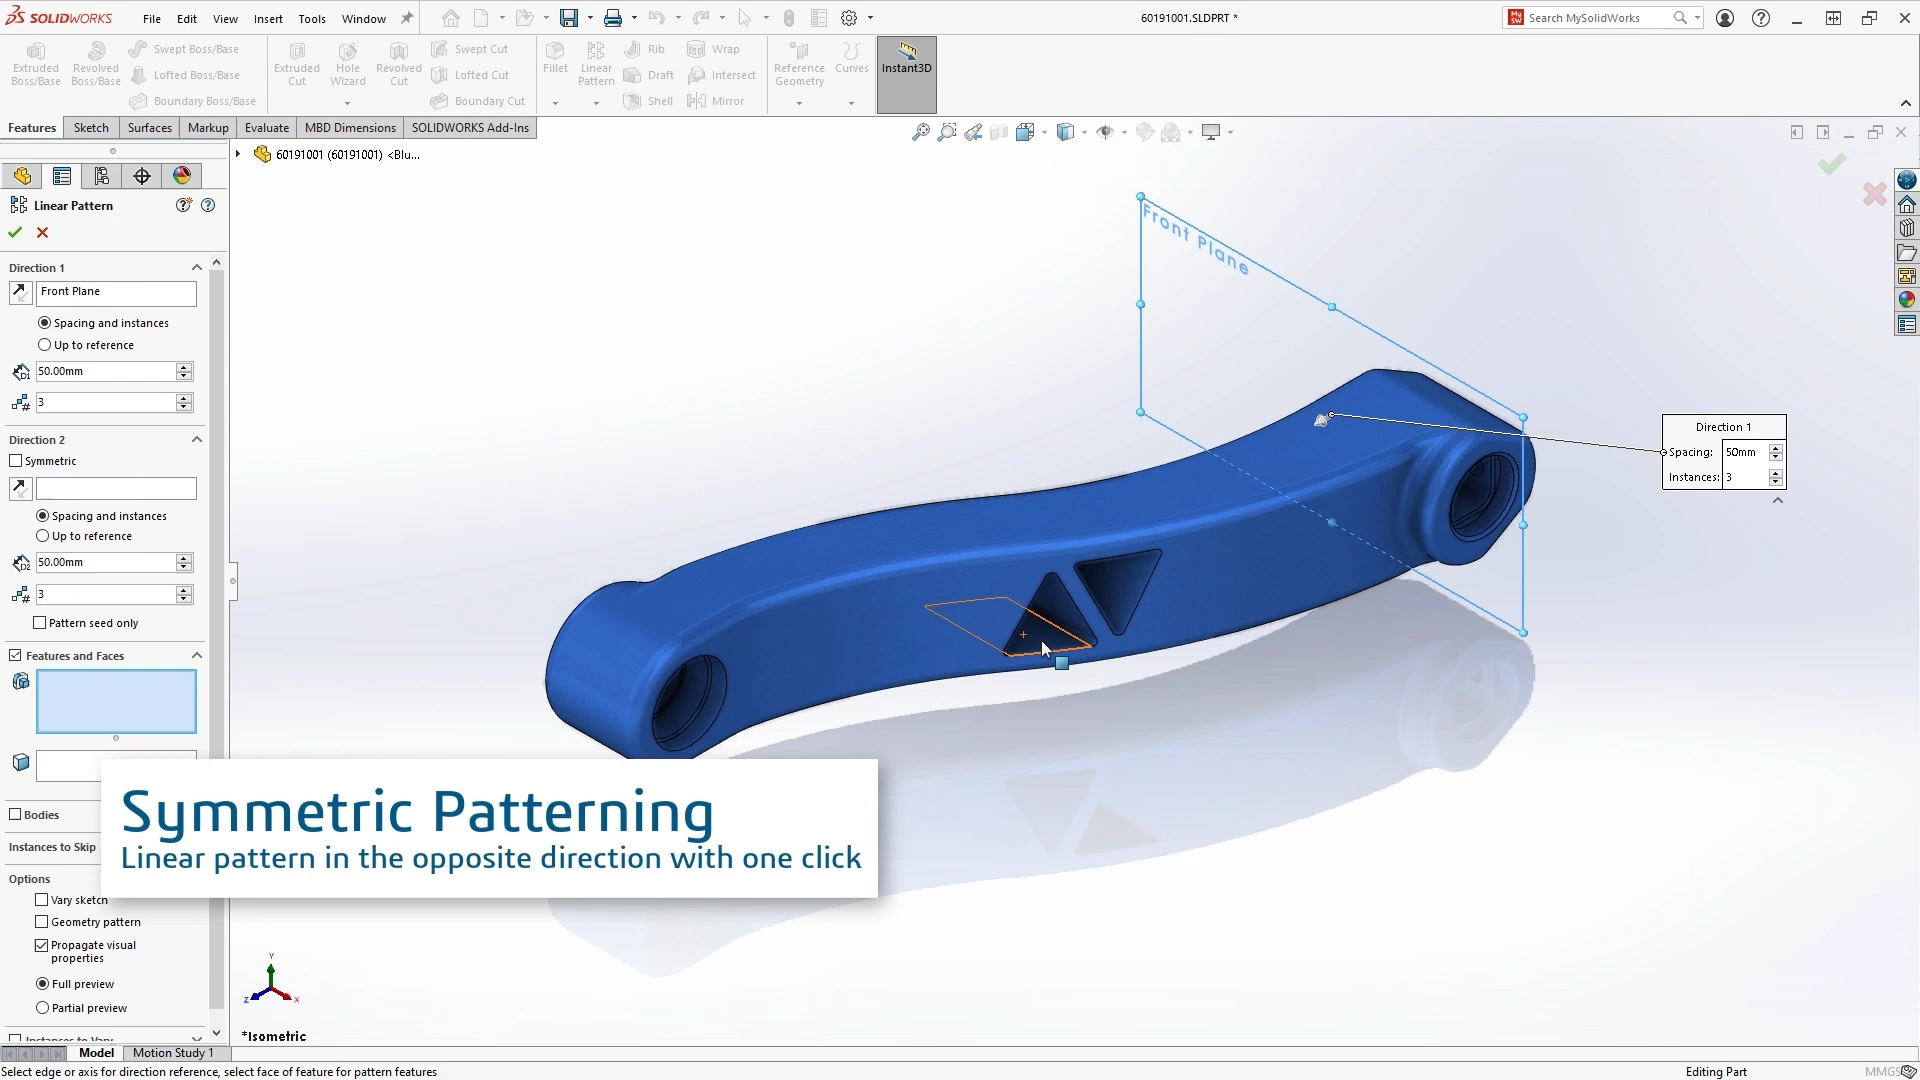 SOLIDWORKS File Edit View Insert Tools Window 60191001.SLDPRT * Search MySolidWorks
Extruded Boss/Base Revolved Boss/Base Swept Boss/Base Lofted Boss/Base Boundary Boss/Base
Extruded Cut Hole Wizard Revolved Cut Swept Cut Lofted Cut Boundary Cut
Fillet Linear Pattern Rib Draft Shell Wrap Intersect Mirror
Reference Geometry Curves Instant3D
Features Sketch Surfaces Markup Evaluate MBD Dimensions SOLIDWORKS Add-Ins
60191001 (60191001) <Blu...
Linear Pattern
Direction 1
Front Plane
Spacing and instances
Up to reference
D1 50.00mm
# 3
Direction 2
Symmetric
Spacing and instances
Up to reference
D2 50.00mm
# 3
Pattern seed only
Features and Faces
Bodies
Instances to Skip
Options
Vary sketch
Geometry pattern
Propagate visual
properties
Full preview
Partial preview
Instances to Vary
Front Plane
Direction 1
Spacing: 50mm
Instances: 3
Symmetric Patterning
Linear pattern in the opposite direction with one click
Y
Z X
*Isometric
Model Motion Study 1
Select edge or axis for direction reference, select face of feature for pattern features Editing Part MMGS